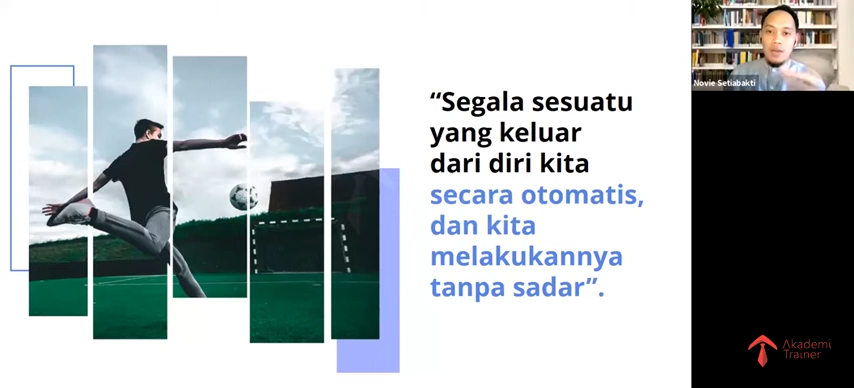 “Segala sesuatu
yang keluar
dari diri kita
secara otomatis,
dan kita
melakukannya
tanpa sadar”.
Novie Setiabakti
Akademi
Trainer